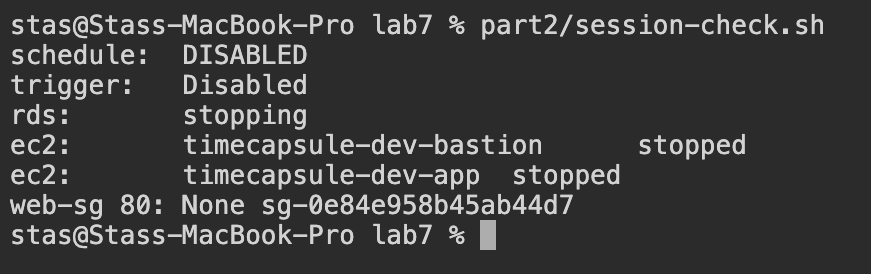 stas@Stass-MacBook-Pro lab7 % part2/session-check.sh
schedule:  DISABLED
trigger:   Disabled
rds:       stopping
ec2:       timecapsule-dev-bastion      stopped
ec2:       timecapsule-dev-app  stopped
web-sg 80: None sg-0e84e958b45ab44d7
stas@Stass-MacBook-Pro lab7 %